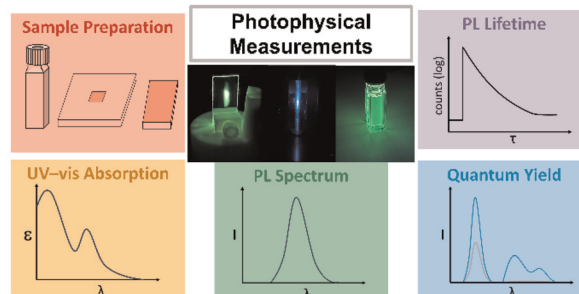 Sample Preparation
Photophysical
Measurements
PL Lifetime
counts (log)
τ
UV–vis Absorption
ε
λ
PL Spectrum
I
λ
Quantum Yield
I
λ